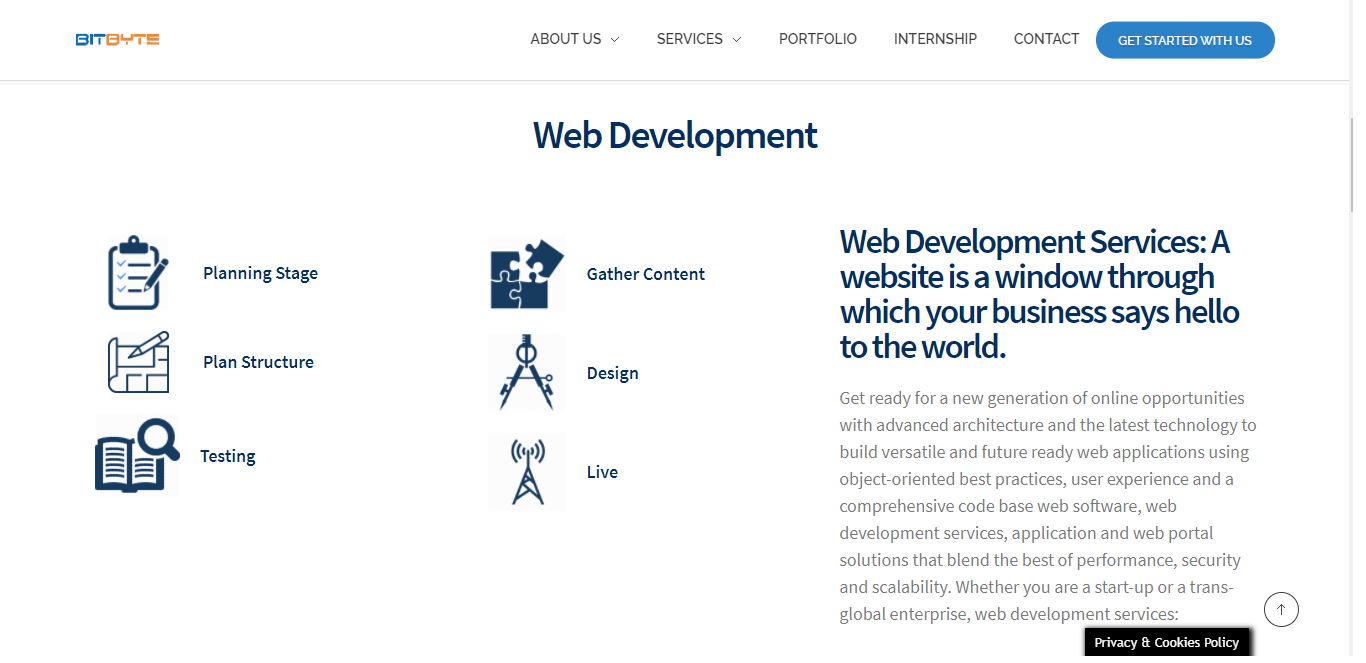 BITBYTE
ABOUT US
SERVICES
PORTFOLIO
INTERNSHIP
CONTACT
GET STARTED WITH US
Web Development
Planning Stage
Gather Content
Plan Structure
Design
Testing
Live
Web Development Services: A
website is a window through
which your business says hello
to the world.
Get ready for a new generation of online opportunities
with advanced architecture and the latest technology to
build versatile and future ready web applications using
object-oriented best practices, user experience and a
comprehensive code base web software, web
development services, application and web portal
solutions that blend the best of performance, security
and scalability. Whether you are a start-up or a trans-
global enterprise, web development services:
Privacy & Cookies Policy